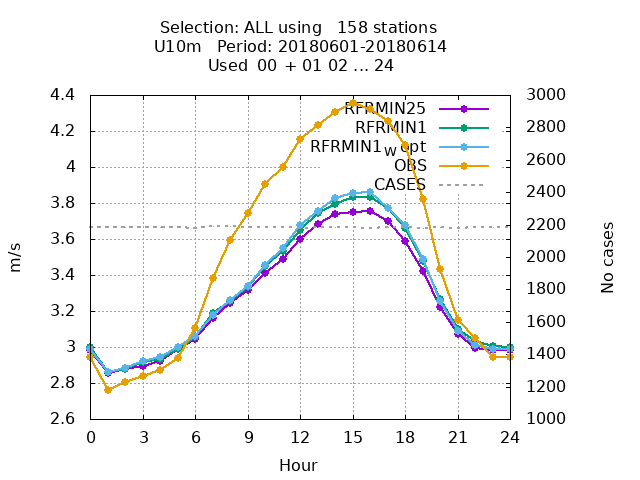 Selection: ALL using   158 stations
U10m   Period: 20180601-20180614
Used  00 + 01 02 ... 24
4.4
4.2
4
3.8
3.6
3.4
3.2
3
2.8
2.6
m/s
RFRMIN25
RFRMIN1
RFRMIN1wept
OBS
CASES
3000
2800
2600
2400
2200
2000
1800
1600
1400
1200
1000
No cases
0 3 6 9 12 15 18 21 24
Hour